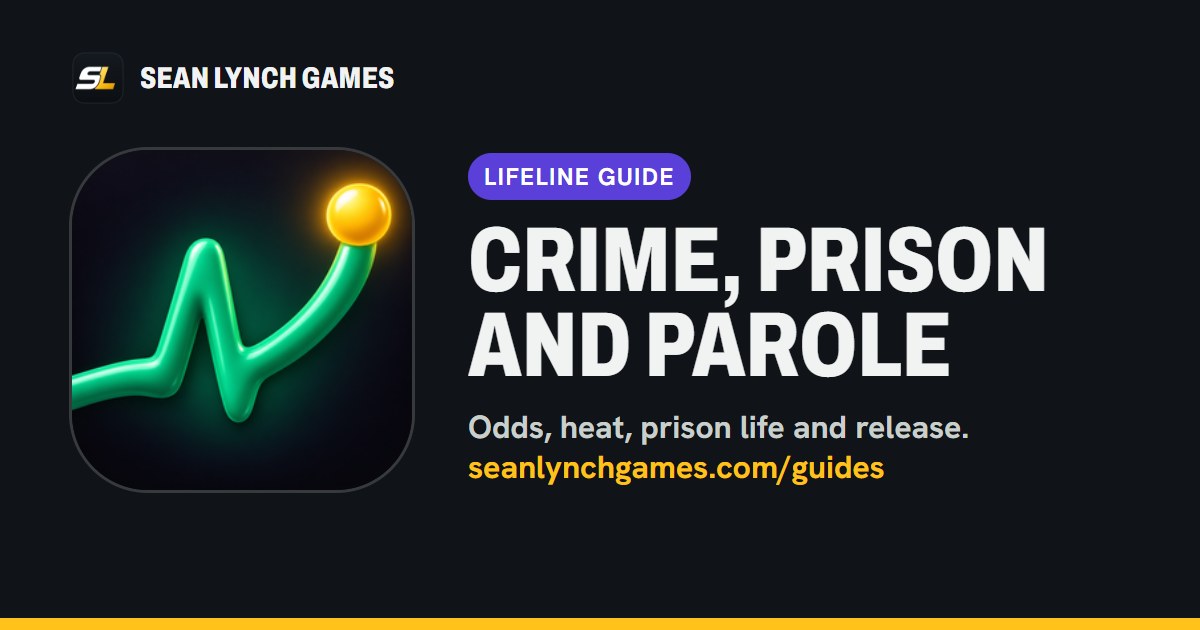 SL SEAN LYNCH GAMES
LIFELINE GUIDE
CRIME, PRISON
AND PAROLE
Odds, heat, prison life and release.
seanlynchgames.com/guides